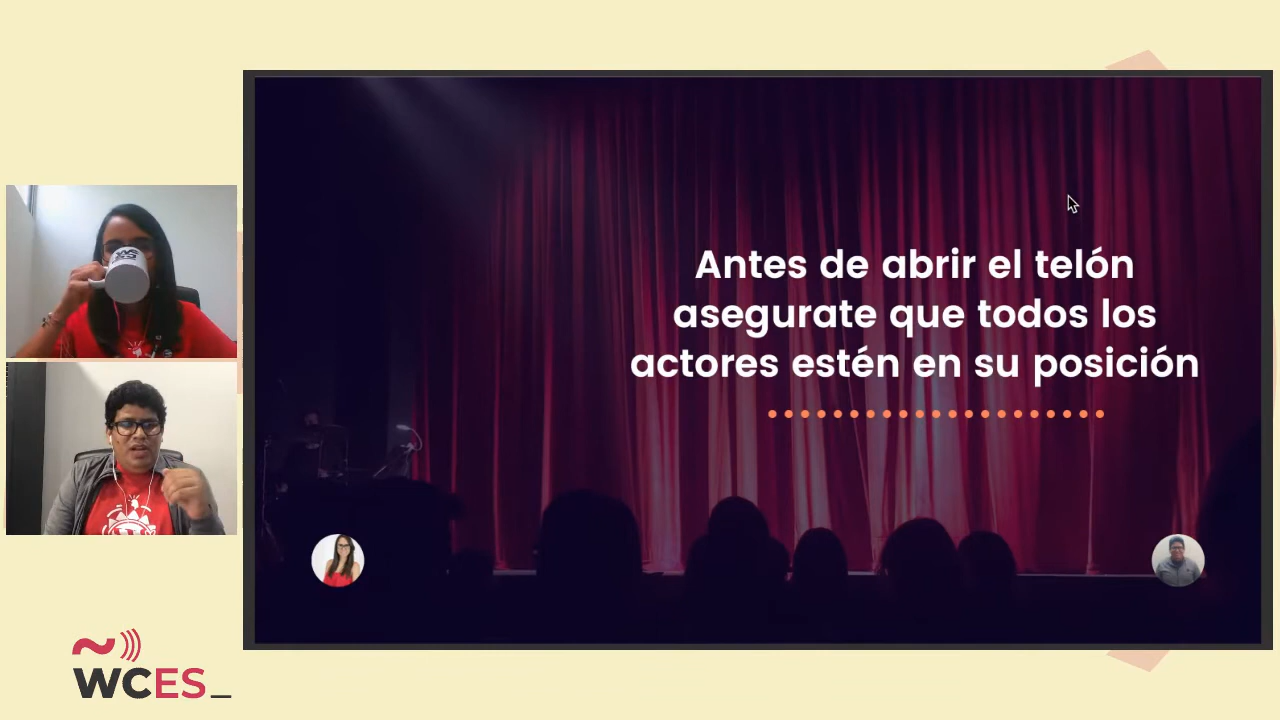 Antes de abrir el telón
asegurate que todos los
actores estén en su posición
WCES_